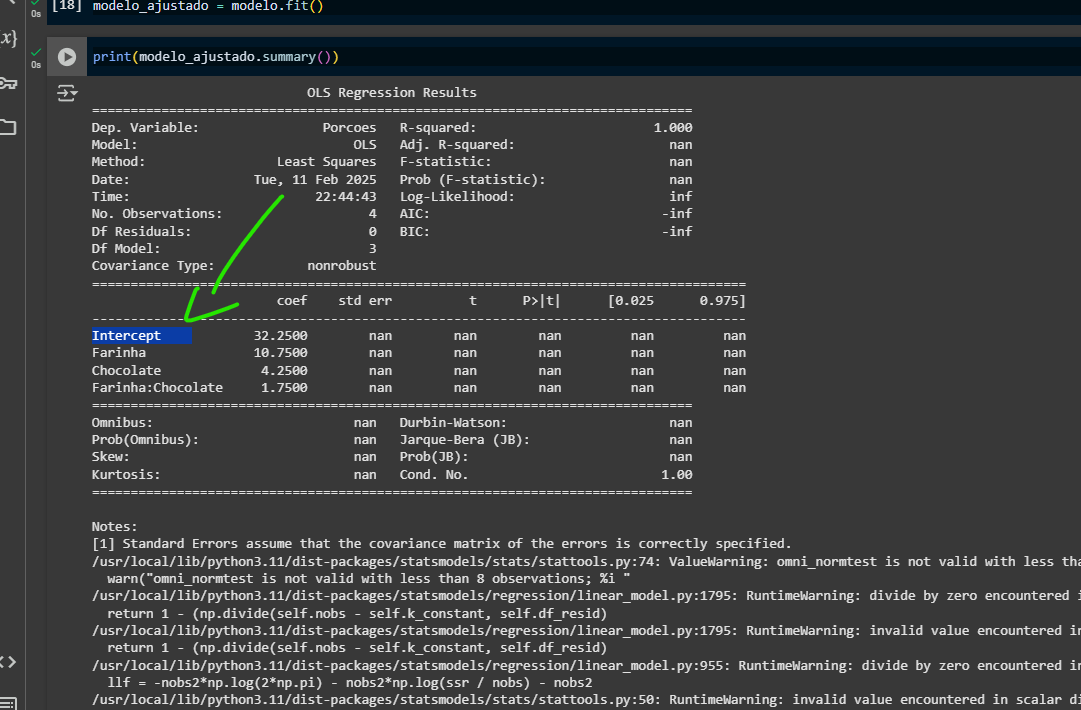 [18] modelo_ajustado = modelo.fit()
0s
{x}
0s
print(modelo_ajustado.summary())
OLS Regression Results
==============================================================================
Dep. Variable: Porcoes R-squared: 1.000
Model: OLS Adj. R-squared: nan
Method: Least Squares F-statistic: nan
Date: Tue, 11 Feb 2025 Prob (F-statistic): nan
Time: 22:44:43 Log-Likelihood: inf
No. Observations: 4 AIC: -inf
Df Residuals: 0 BIC: -inf
Df Model: 3
Covariance Type: nonrobust
=====================================================================================
coef std err t P>|t| [0.025 0.975]
-------------------------------------------------------------------------------------
Intercept 32.2500 nan nan nan nan nan
Farinha 10.7500 nan nan nan nan nan
Chocolate 4.2500 nan nan nan nan nan
Farinha:Chocolate 1.7500 nan nan nan nan nan
==============================================================================
Omnibus: nan Durbin-Watson: nan
Prob(Omnibus): nan Jarque-Bera (JB): nan
Skew: nan Prob(JB): nan
Kurtosis: nan Cond. No. 1.00
==============================================================================
Notes:
[1] Standard Errors assume that the covariance matrix of the errors is correctly specified.
/usr/local/lib/python3.11/dist-packages/statsmodels/stats/stattools.py:74: ValueWarning: omni_normtest is not valid with less
warn("omni_normtest is not valid with less than 8 observations; %i "
/usr/local/lib/python3.11/dist-packages/statsmodels/regression/linear_model.py:1795: RuntimeWarning: divide by zero encountered
return 1 - (np.divide(self.nobs - self.k_constant, self.df_resid)
/usr/local/lib/python3.11/dist-packages/statsmodels/regression/linear_model.py:1795: RuntimeWarning: invalid value encountered
return 1 - (np.divide(self.nobs - self.k_constant, self.df_resid)
/usr/local/lib/python3.11/dist-packages/statsmodels/regression/linear_model.py:955: RuntimeWarning: divide by zero encountered
llf = -nobs2*np.log(2*np.pi) - nobs2*np.log(ssr / nobs) - nobs2
/usr/local/lib/python3.11/dist-packages/statsmodels/stats/stattools.py:50: RuntimeWarning: invalid value encountered in scalar